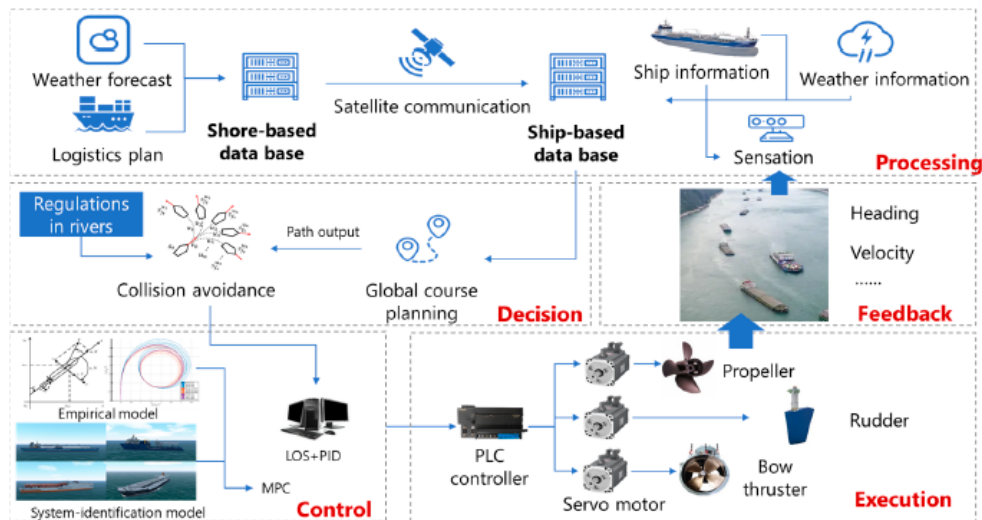 Weather forecast
Logistics plan
Shore-based
data base
Satellite communication
Ship-based
data base
Ship information
Weather information
Sensation
Processing
Regulations
in rivers
Collision avoidance
Path output
Global course
planning
Decision
Heading
Velocity
......
Feedback
Empirical model
System-identification model
LOS+PID
MPC
Control
PLC
controller
Servo motor
Propeller
Rudder
Bow
thruster
Execution